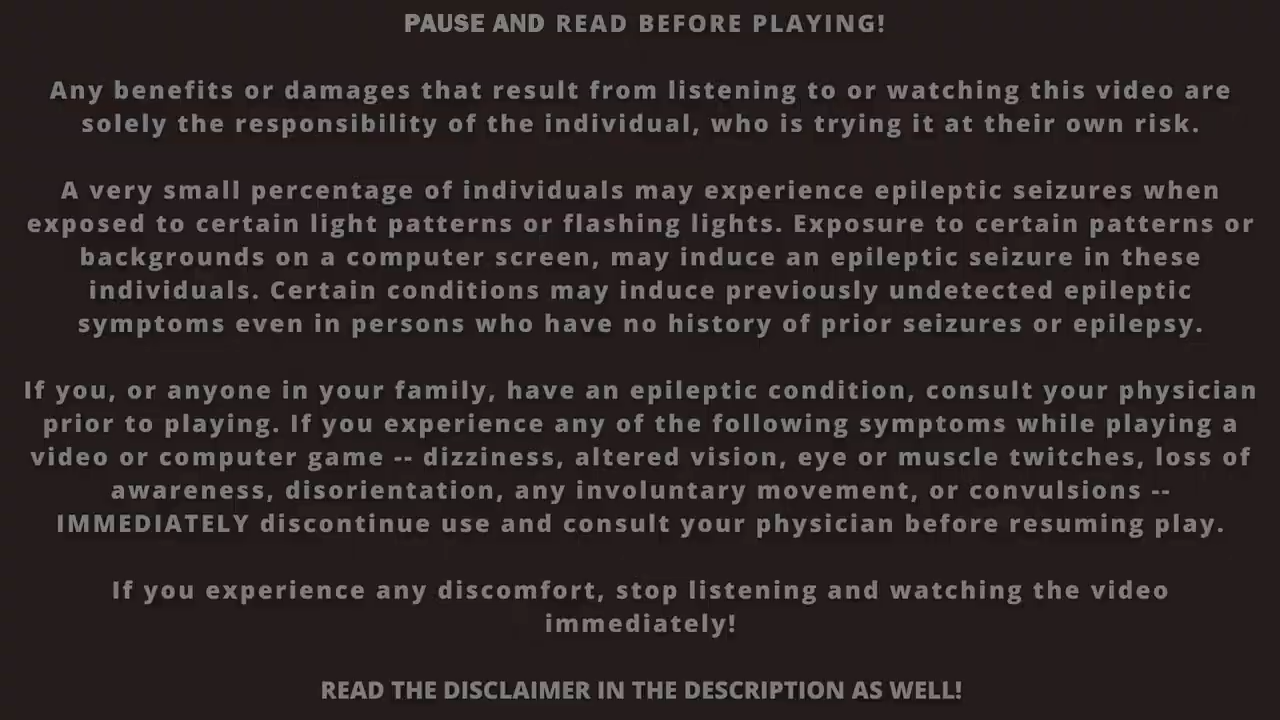 PAUSE AND READ BEFORE PLAYING!
Any benefits or damages that result from listening to or watching this video are
solely the responsibility of the individual, who is trying it at their own risk.
A very small percentage of individuals may experience epileptic seizures when
exposed to certain light patterns or flashing lights. Exposure to certain patterns or
backgrounds on a computer screen, may induce an epileptic seizure in these
individuals. Certain conditions may induce previously undetected epileptic
symptoms even in persons who have no history of prior seizures or epilepsy.
If you, or anyone in your family, have an epileptic condition, consult your physician
prior to playing. If you experience any of the following symptoms while playing a
video or computer game -- dizziness, altered vision, eye or muscle twitches, loss of
awareness, disorientation, any involuntary movement, or convulsions --
IMMEDIATELY discontinue use and consult your physician before resuming play.
If you experience any discomfort, stop listening and watching the video
immediately!
READ THE DISCLAIMER IN THE DESCRIPTION AS WELL!